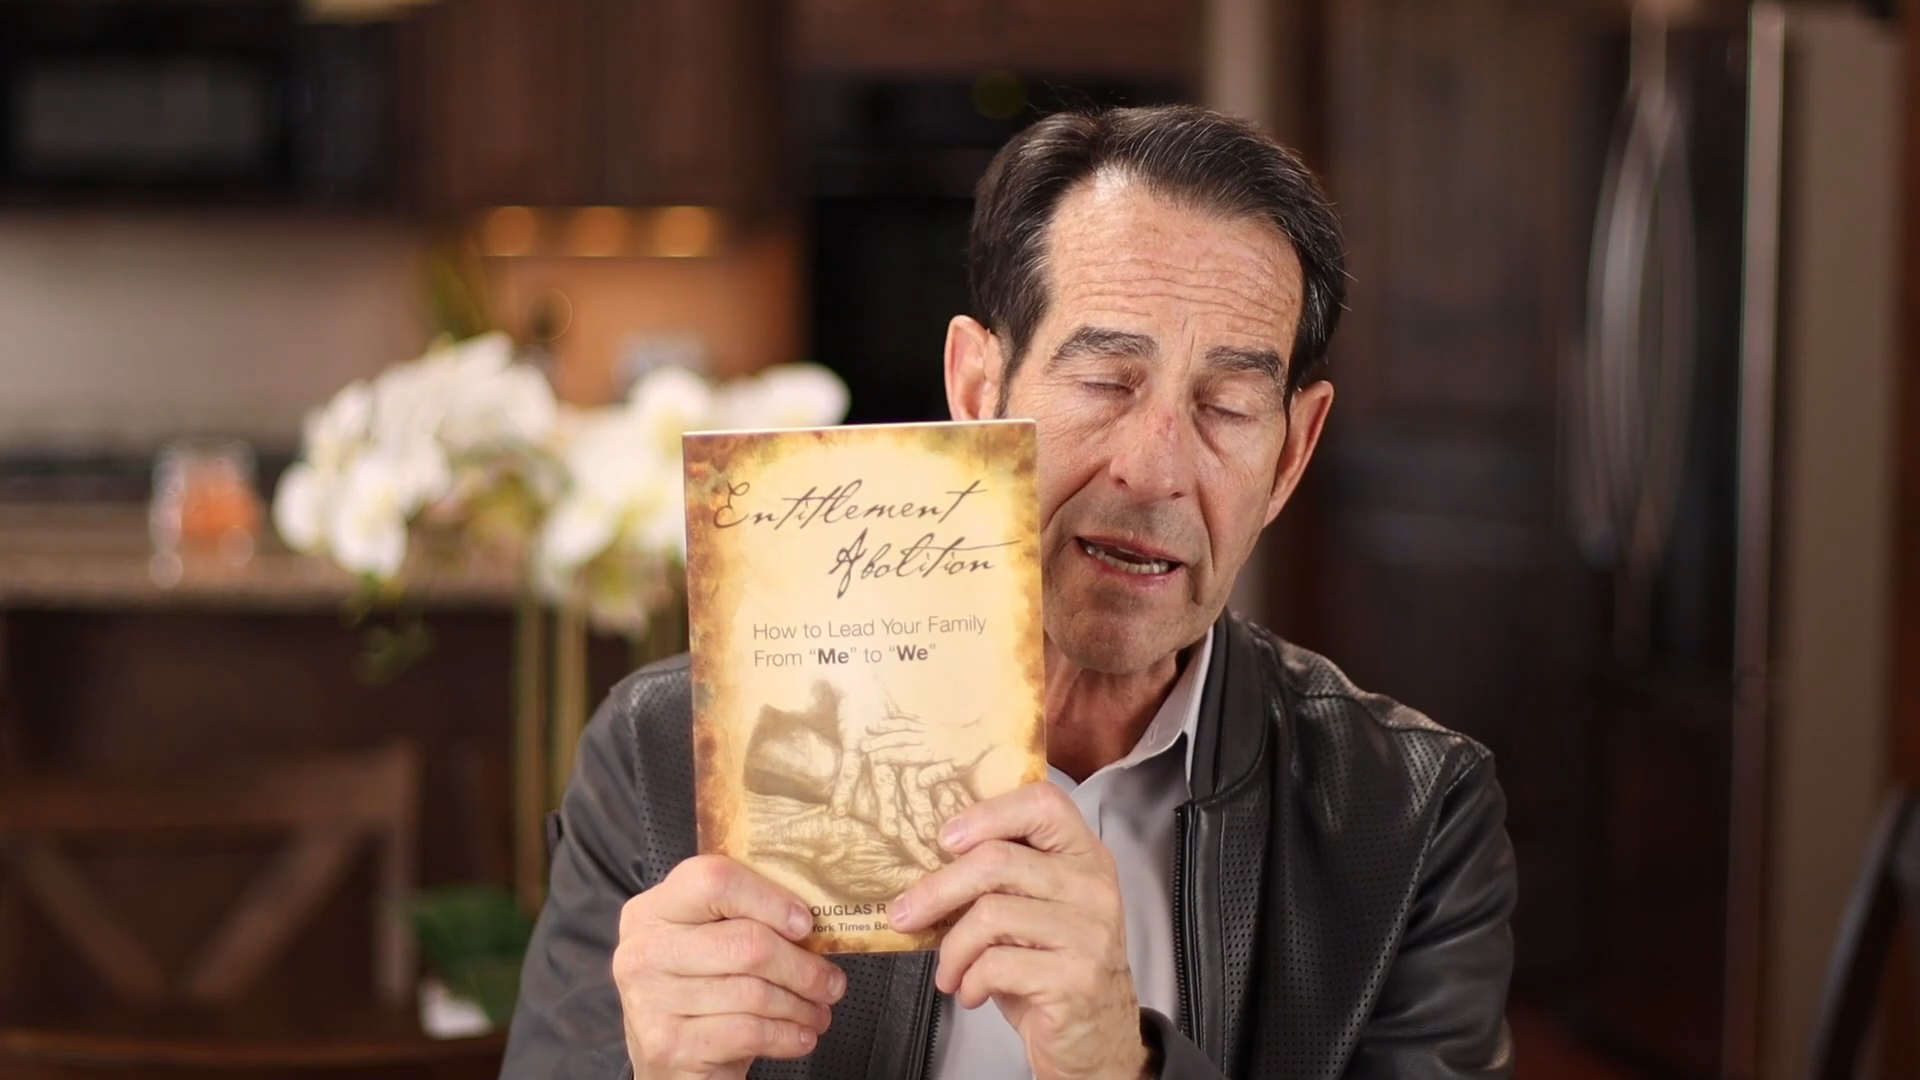 Entitlement
Abolition
How to Lead Your Family
From “Me” to “We”
OUGLAS R
ork Times Be